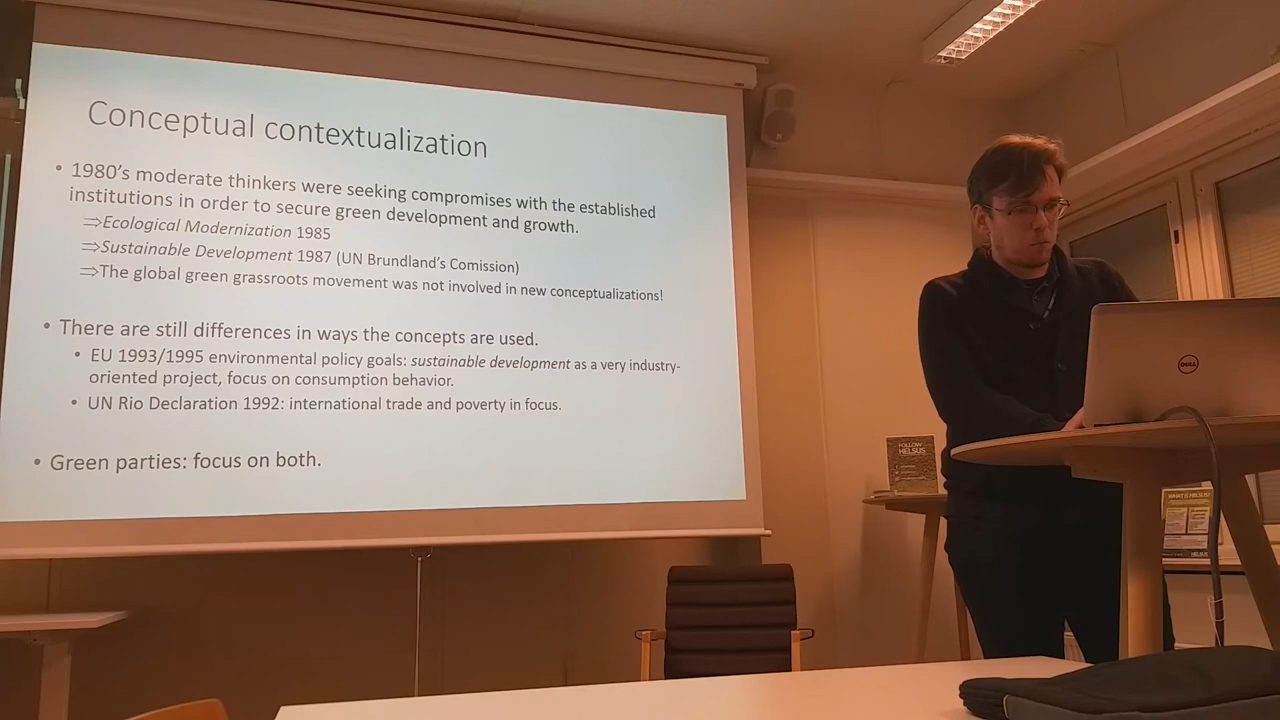 Conceptual contextualization
• 1980's moderate thinkers were seeking compromises with the established
institutions in order to secure green development and growth.
⇒Ecological Modernization 1985
⇒Sustainable Development 1987 (UN Brundland's Comission)
⇒The global green grassroots movement was not involved in new conceptualizations!
• There are still differences in ways the concepts are used.
• EU 1993/1995 environmental policy goals: sustainable development as a very industry-
oriented project, focus on consumption behavior.
• UN Rio Declaration 1992: international trade and poverty in focus.
• Green parties: focus on both.
DELL
FOLLOW
HELSUS
WHAT IS HELSUS?
HELSUS